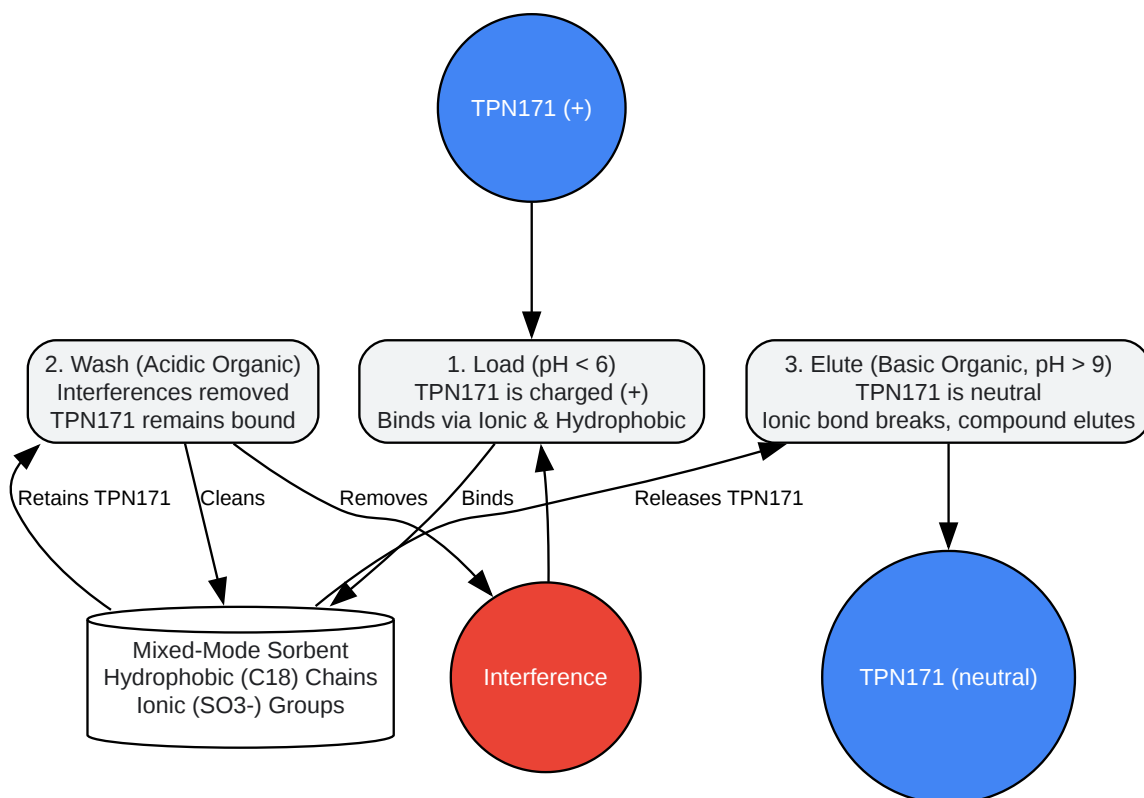 TPN171 (+)
2. Wash (Acidic Organic)
Interferences removed
TPN171 remains bound
1. Load (pH < 6)
TPN171 is charged (+)
Binds via Ionic & Hydrophobic
3. Elute (Basic Organic, pH > 9)
TPN171 is neutral
Ionic bond breaks, compound elutes
Retains TPN171
Cleans
Removes
Binds
Releases TPN171
Mixed-Mode Sorbent
Hydrophobic (C18) Chains
Ionic (SO3-) Groups
Interference
TPN171 (neutral)